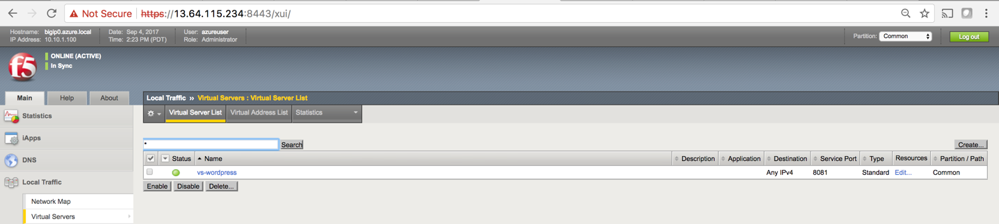 Not Secure https://13.64.115.234:8443/xui/
Hostname: bigip0.azure.local Date: Sep 4, 2017 User: azureuser
IP Address: 10.10.1.100 Time: 2:23 PM (PDT) Role: Administrator
Partition: Common Log out
f5
ONLINE (ACTIVE)
In Sync
Main Help About
Local Traffic » Virtual Servers : Virtual Server List
Virtual Server List Virtual Address List Statistics
Statistics
iApps
DNS
Local Traffic
Network Map
Virtual Servers
* Search Create...
Status Name Description Application Destination Service Port Type Resources Partition / Path
vs-wordpress Any IPv4 8081 Standard Edit... Common
Enable Disable Delete...